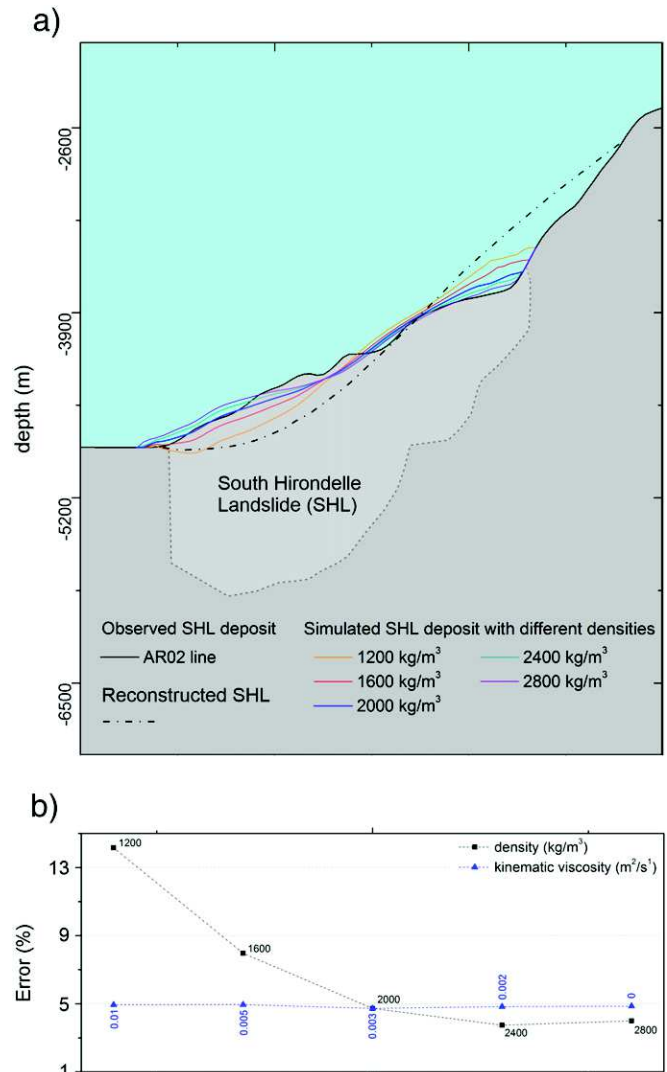 a)
-2600
-3900
-5200
-6500
depth (m)
South Hirondelle
Landslide (SHL)
Observed SHL deposit
AR02 line
Reconstructed SHL
Simulated SHL deposit with different densities
1200 kg/m³
1600 kg/m³
2000 kg/m³
2400 kg/m³
2800 kg/m³
b)
13
9
5
1
Error (%)
density (kg/m³)
kinematic viscosity (m²/s¹)
1200
1600
2000
2400
2800
0.01
0.005
0.003
0.002
0